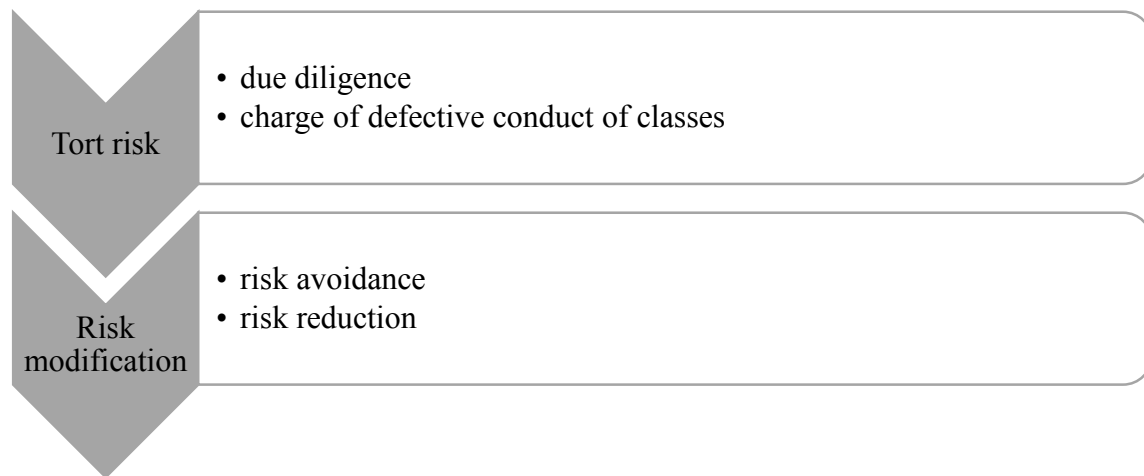 Tort risk
• due diligence
• charge of defective conduct of classes
Risk
modification
• risk avoidance
• risk reduction